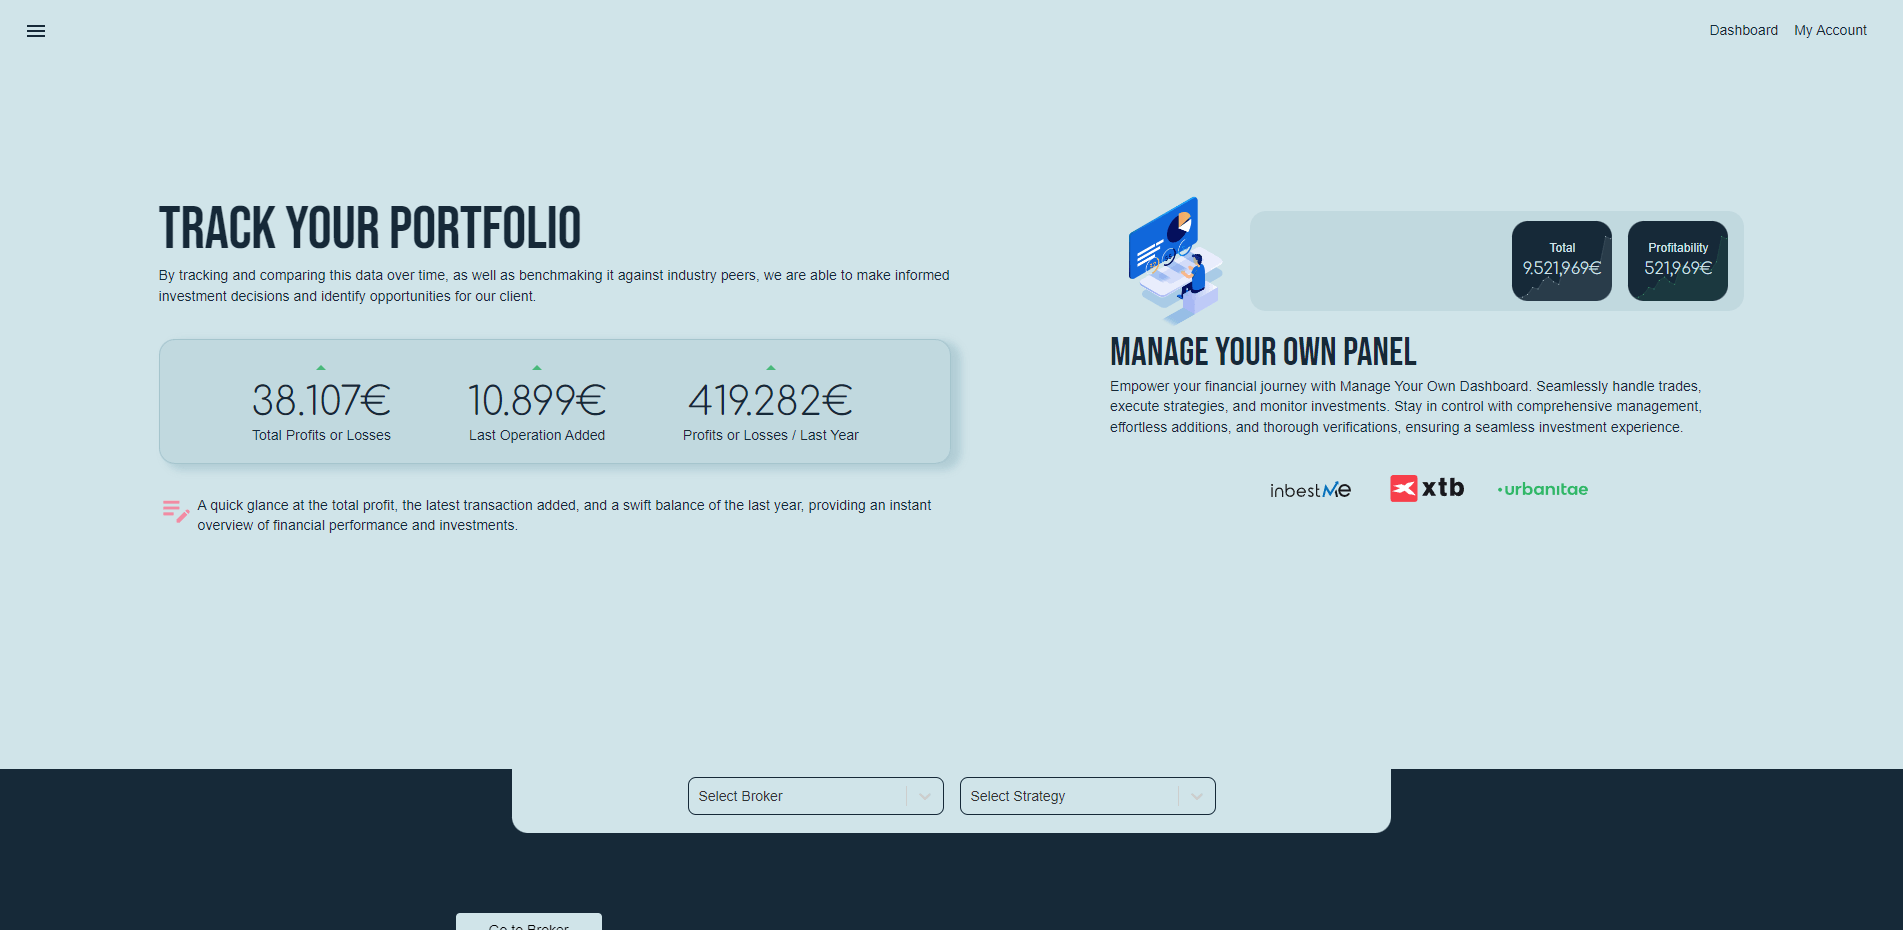 Dashboard My Account
TRACK YOUR PORTFOLIO
By tracking and comparing this data over time, as well as benchmaking it against industry peers, we are able to make informed
investment decisions and identify opportunities for our client.
38.107€ 10.899€ 419.282€
Total Profits or Losses Last Operation Added Profits or Losses / Last Year
A quick glance at the total profit, the latest transaction added, and a swift balance of the last year, providing an instant
overview of financial performance and investments.
Total Profitability
9.521,969€ 521,969€
MANAGE YOUR OWN PANEL
Empower your financial journey with Manage Your Own Dashboard. Seamlessly handle trades,
execute strategies, and monitor investments. Stay in control with comprehensive management,
effortless additions, and thorough verifications, ensuring a seamless investment experience.
inbestMe xtb urbanitae
Select Broker Select Strategy
Go to Broker